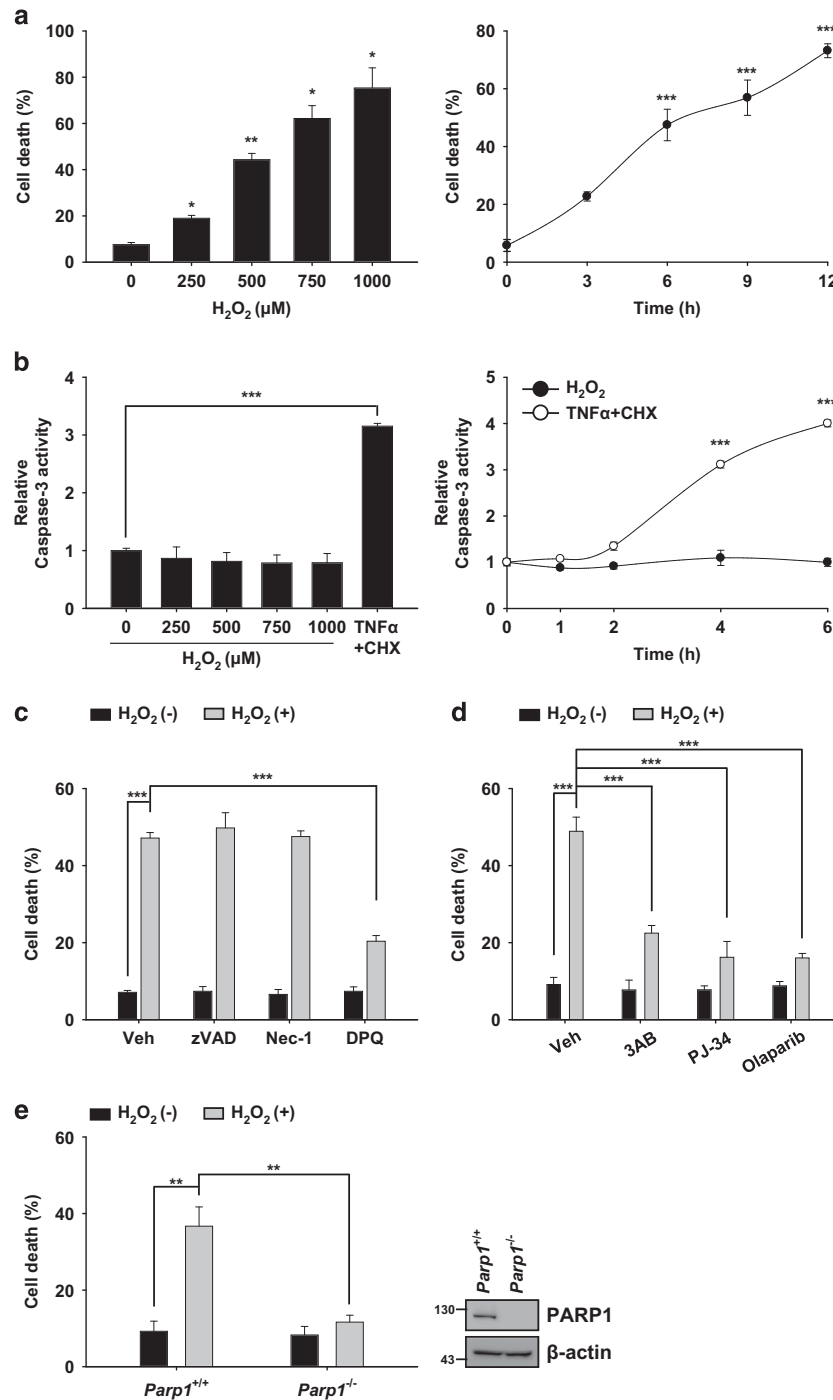 a
Cell death (%)
100
80
60
40
20
0
*
**
*
*
0 250 500 750 1000
H₂O₂ (μM)
Cell death (%)
80
60
40
20
0
***
***
***
0 3 6 9 12
Time (h)
b
Relative
Caspase-3 activity
4
3
2
1
0
***
0 250 500 750 1000 TNFα
+CHX
H₂O₂ (μM)
Relative
Caspase-3 activity
5
4
3
2
1
0
H₂O₂
TNFα+CHX
***
***
0 1 2 4 6
Time (h)
c
H₂O₂ (-) H₂O₂ (+)
Cell death (%)
60
40
20
0
***
***
Veh zVAD Nec-1 DPQ
d
H₂O₂ (-) H₂O₂ (+)
Cell death (%)
60
40
20
0
***
***
***
***
Veh 3AB PJ-34 Olaparib
e
H₂O₂ (-) H₂O₂ (+)
Cell death (%)
60
40
20
0
**
**
Parp1⁺/⁺ Parp1⁻/⁻
Parp1⁺/⁺ Parp1⁻/⁻
130
PARP1
43
β-actin